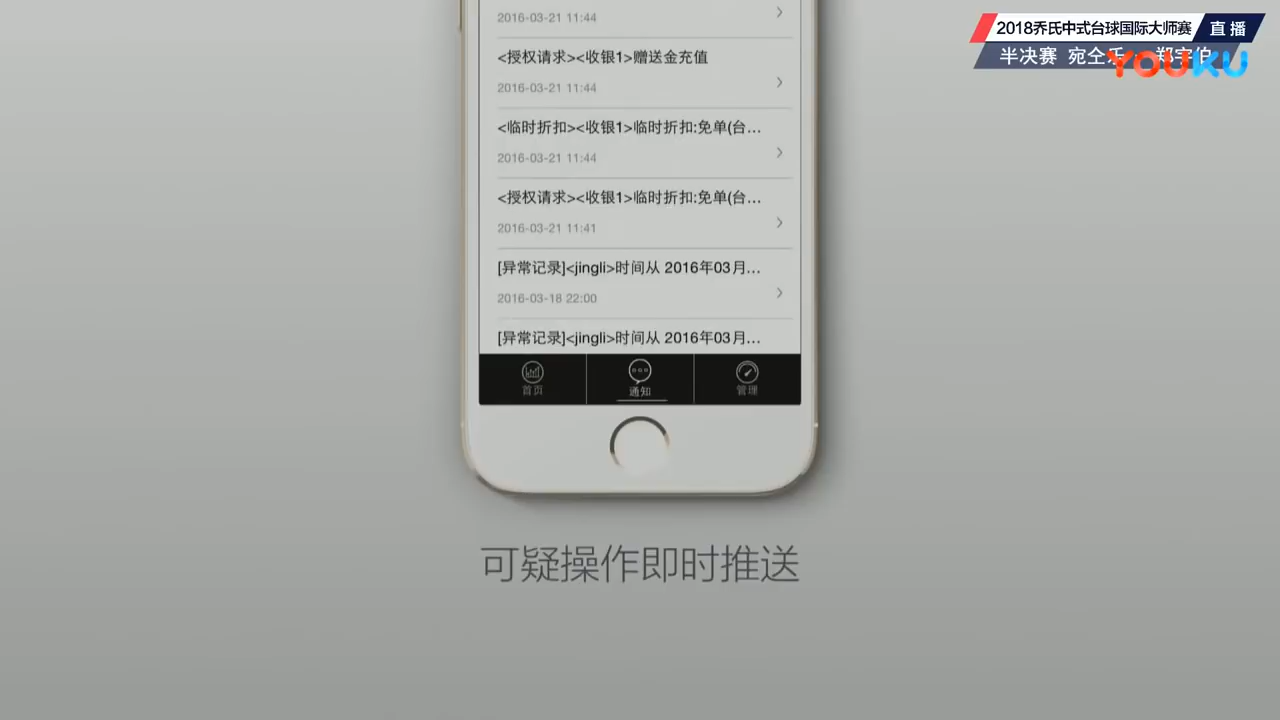 2016-03-21 11:44
<授权请求><收银1>赠送金充值
2016-03-21 11:44
<临时折扣><收银1>临时折扣:免单(台...
2016-03-21 11:44
<授权请求><收银1>临时折扣:免单(台...
2016-03-21 11:41
[异常记录]<jingli>时间从 2016年03月...
2016-03-18 22:00
[异常记录]<jingli>时间从 2016年03月...
首页
通知
管理
可疑操作即时推送
2018乔氏中式台球国际大师赛 直播
半决赛 宛仝乐 郑宇伯
YOUKU